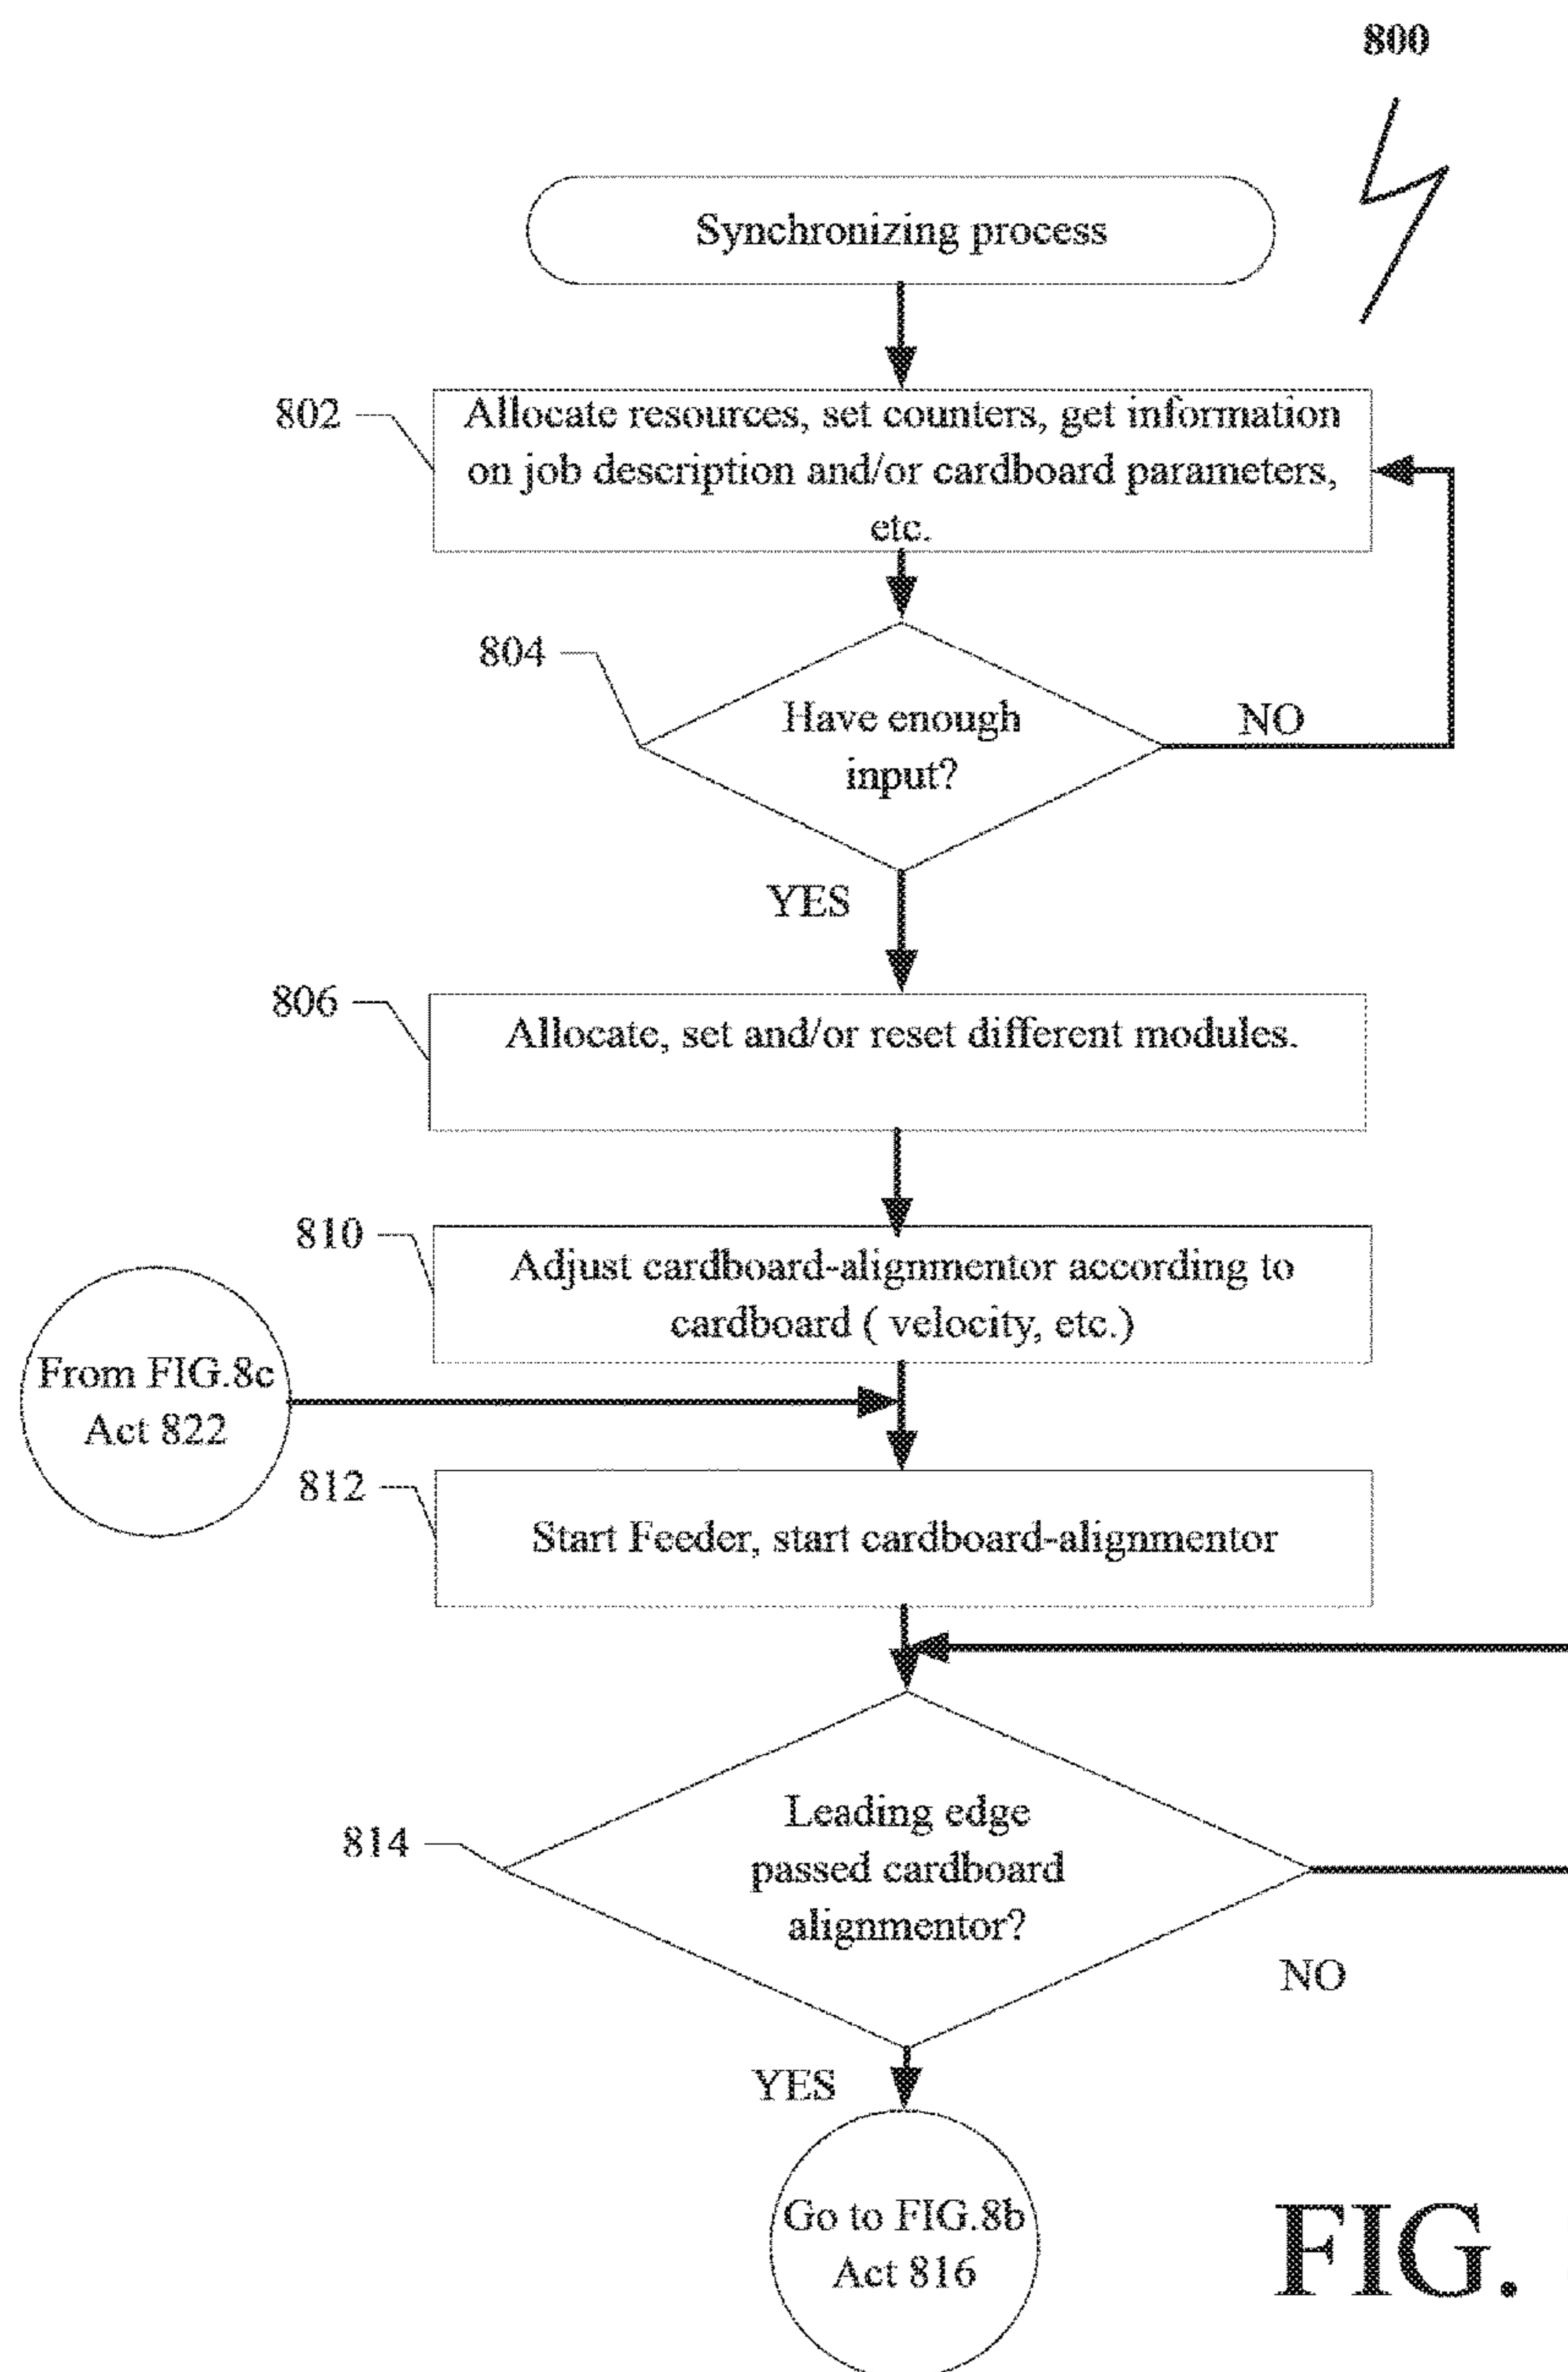 800
Synchronizing process
802
Allocate resources, set counters, get information
on job description and/or cardboard parameters,
etc.
804
Have enough
input?
NO
YES
806
Allocate, set and/or reset different modules.
810
Adjust cardboard-alignmentor according to
cardboard ( velocity, etc.)
From FIG.8c
Act 822
812
Start Feeder, start cardboard-alignmentor
814
Leading edge
passed cardboard
alignmentor?
NO
YES
Go to FIG.8b
Act 816
FIG.